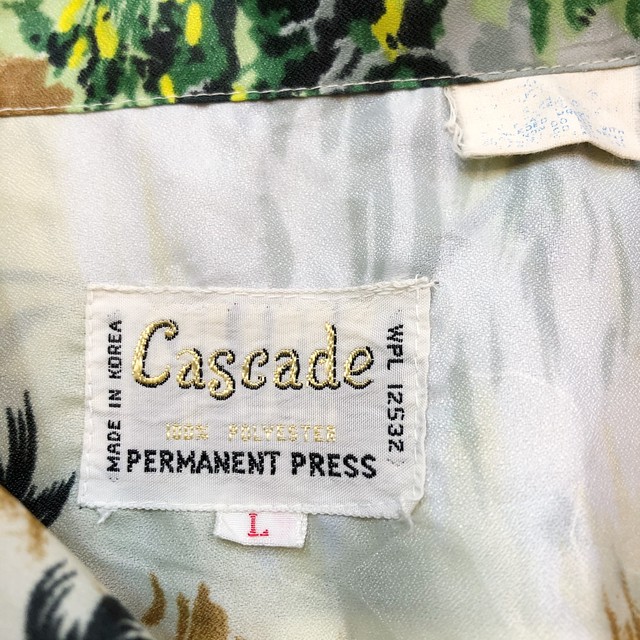 Cascade
MADE IN KOREA
WPL 12532
100% POLYESTER
PERMANENT PRESS
L